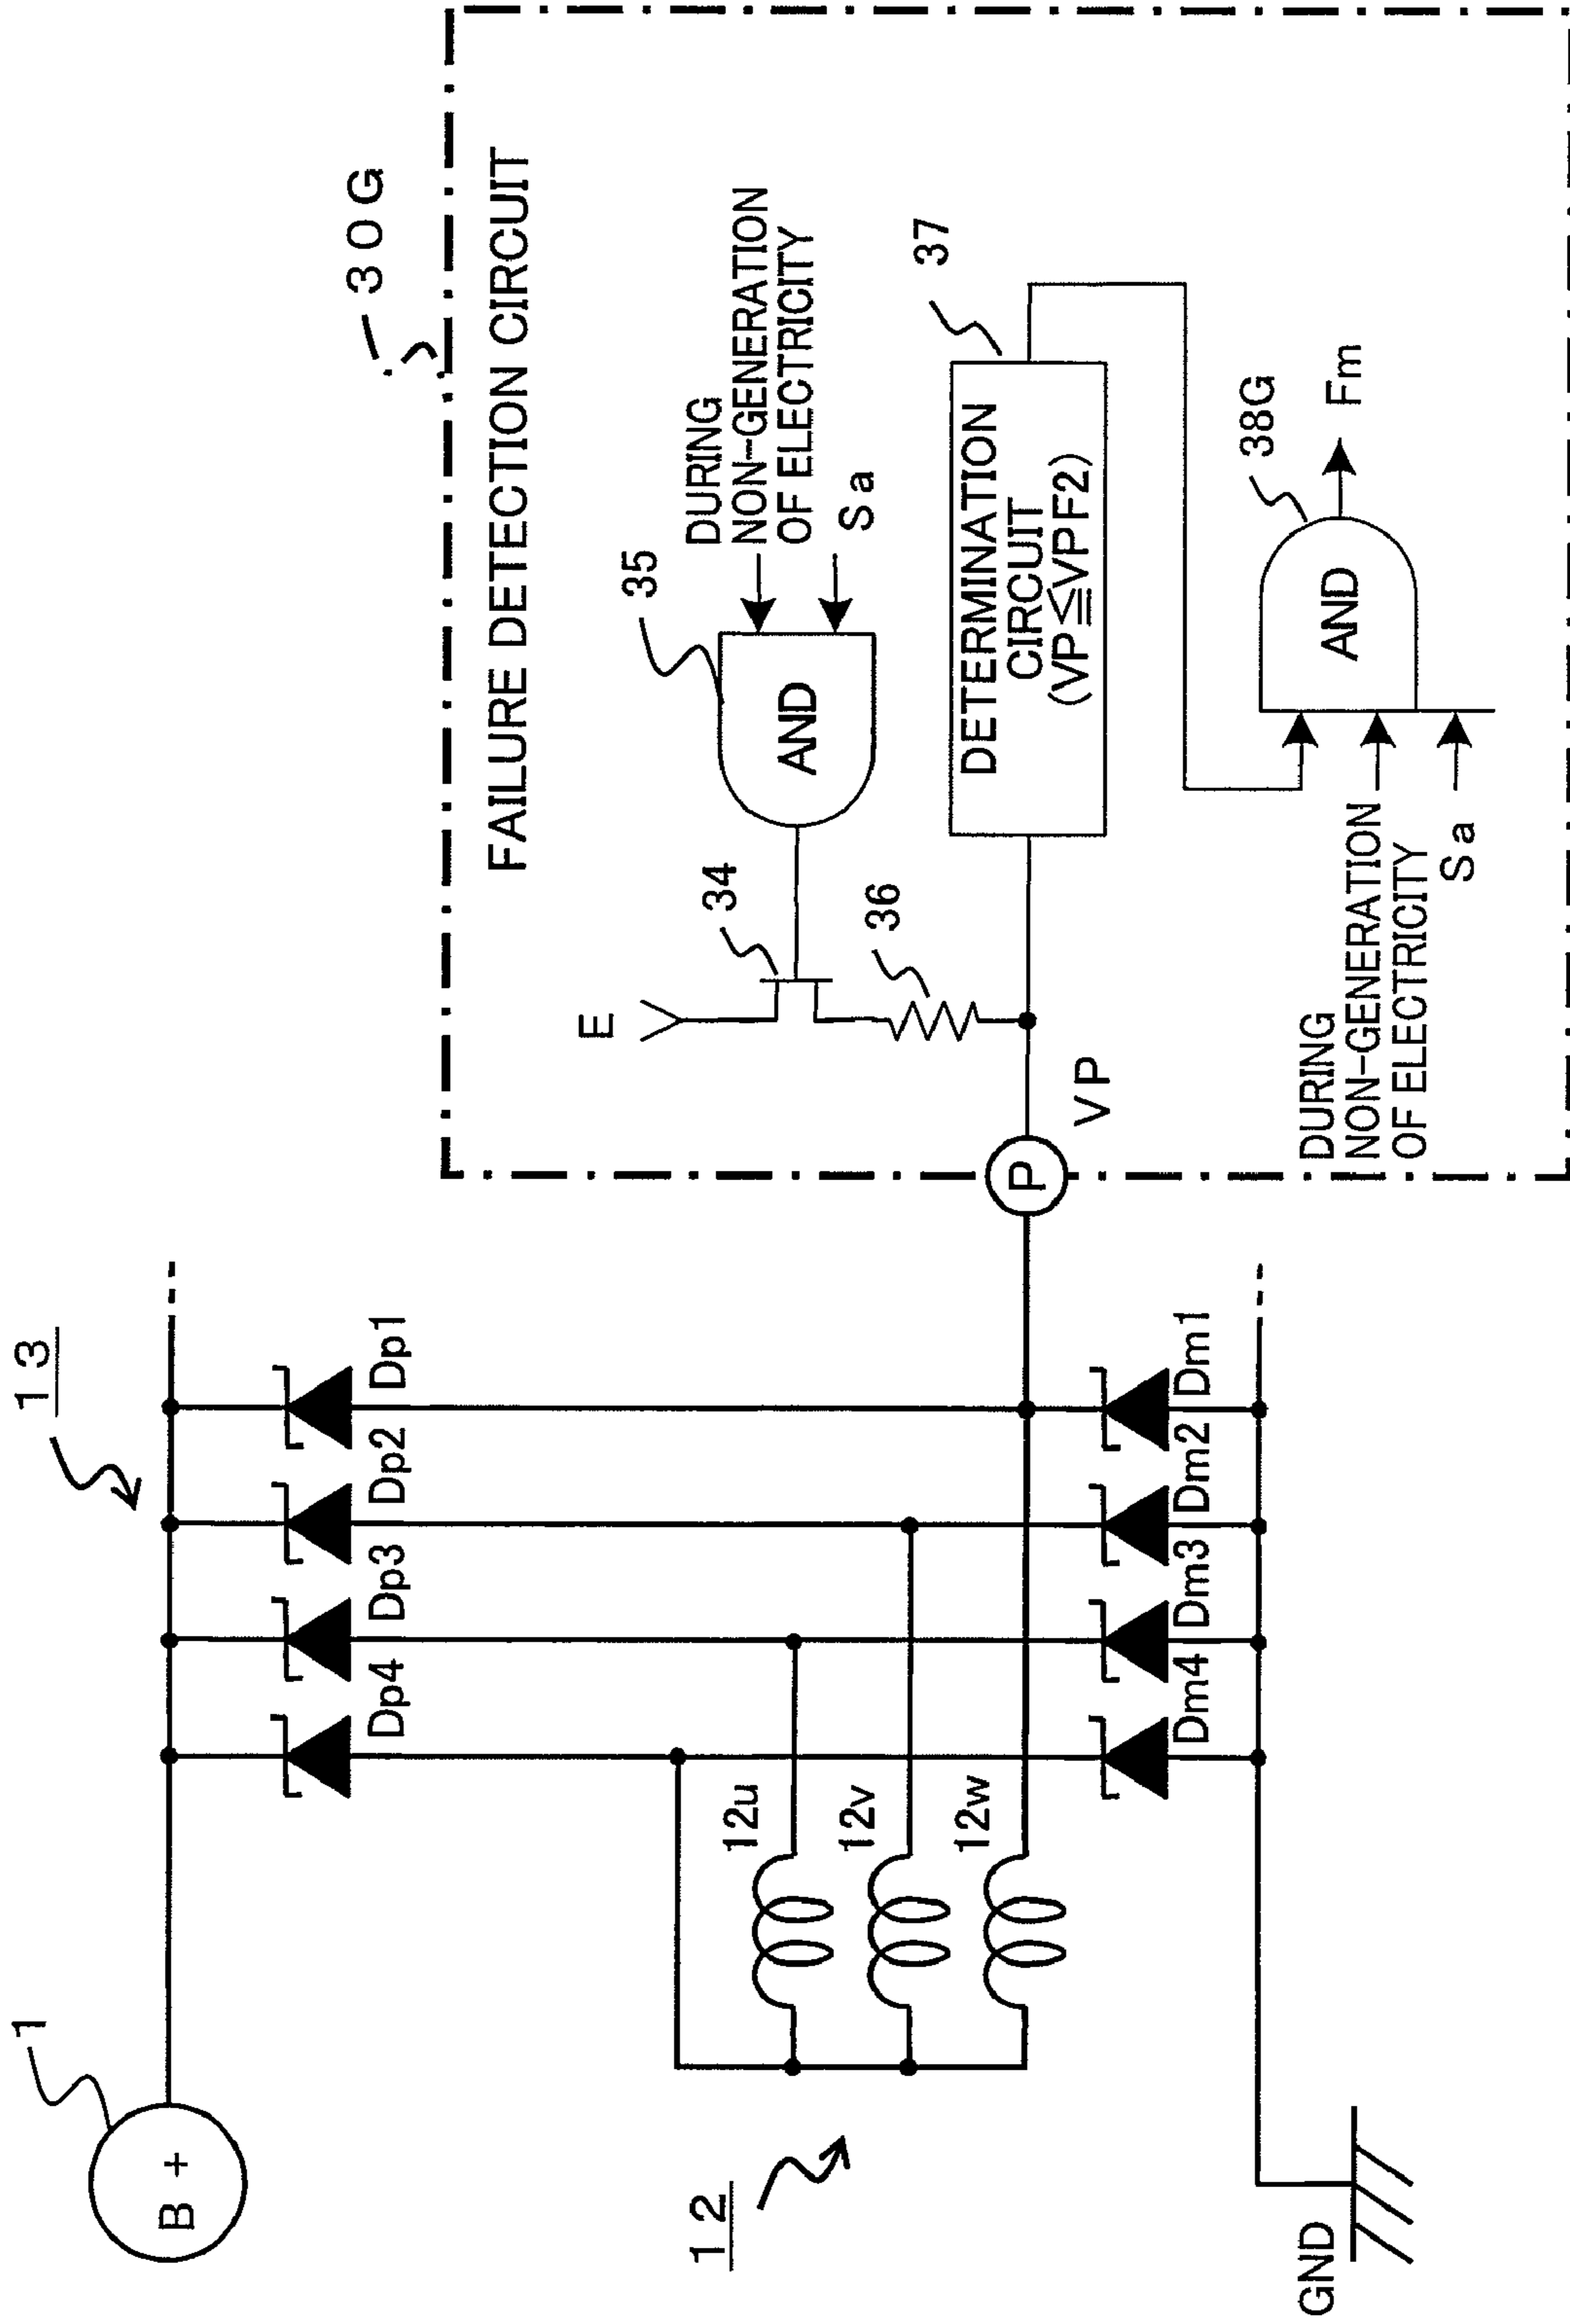 1
B +
13
Dp4
Dp3
Dp2
Dp1
12
12u
12v
12w
Dm4
Dm3
Dm2
Dm1
GND
P
VP
30G
FAILURE DETECTION CIRCUIT
E
34
35
AND
DURING
NON-GENERATION
OF ELECTRICITY
Sa
36
37
DETERMINATION
CIRCUIT
(VP≦VPF2)
DURING
NON-GENERATION
OF ELECTRICITY
Sa
38G
AND
Fm